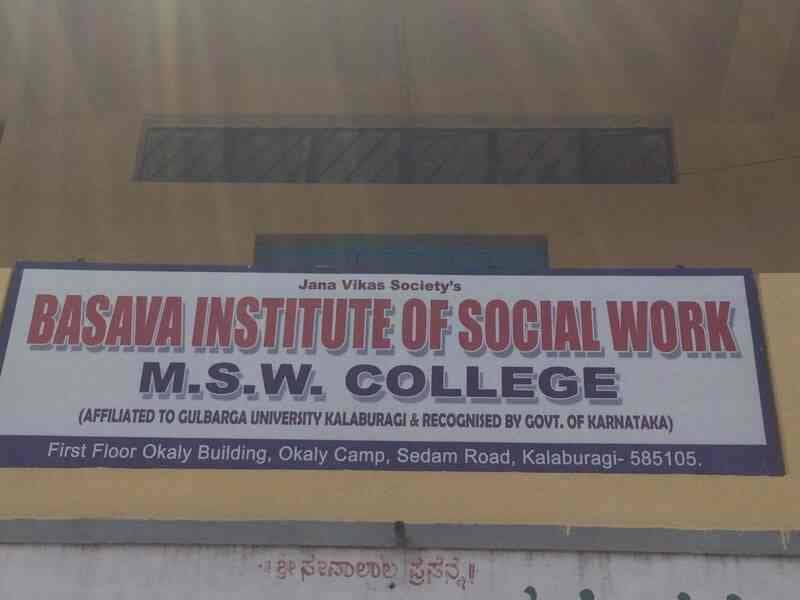 Jana Vikas Society's
BASAVA INSTITUTE OF SOCIAL WORK
M.S.W. COLLEGE
(AFFILIATED TO GULBARGA UNIVERSITY KALABURAGI & RECOGNISED BY GOVT. OF KARNATAKA)
First Floor Okaly Building, Okaly Camp, Sedam Road, Kalaburagi- 585105.
ಶ್ರೀ ಸೇವಾಲಾಲ ಪ್ರಸನ್ನ !!